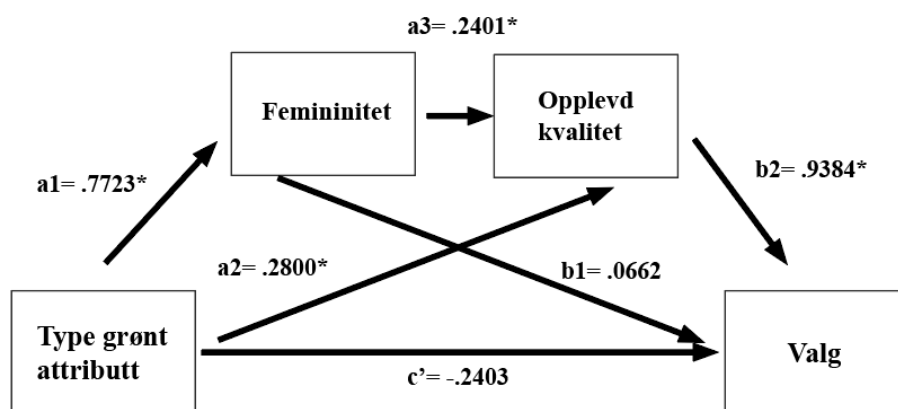 a3= .2401*
Femininitet
Opplevd
kvalitet
a1= .7723*
b2= .9384*
a2= .2800*
b1= .0662
Type grønt
attributt
Valg
c’= -.2403